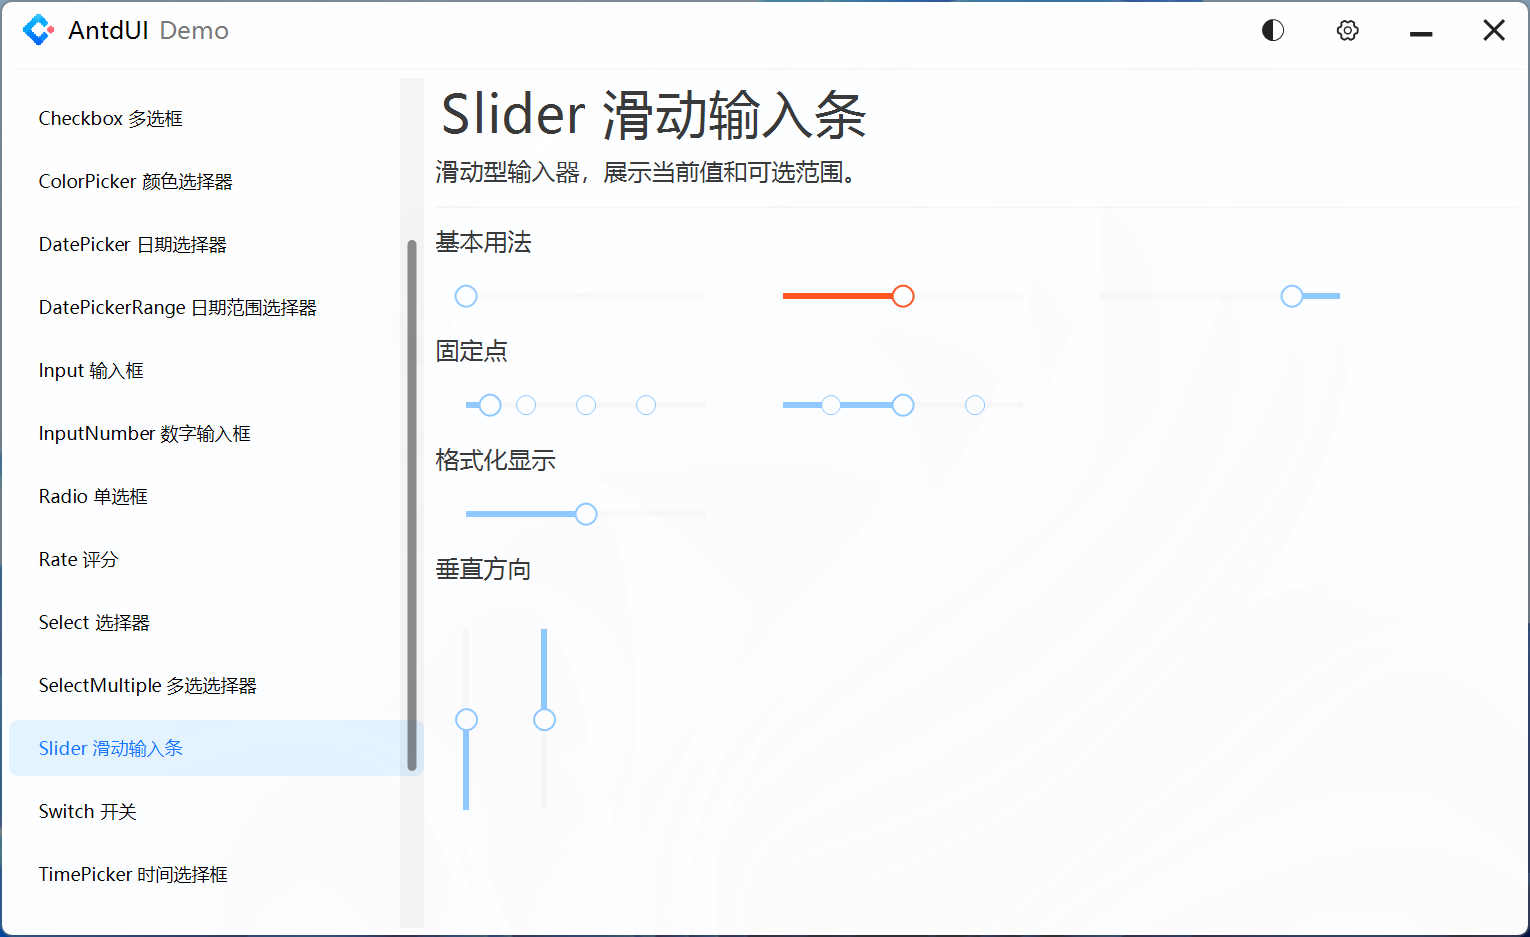 AntdUI Demo
Checkbox 多选框
ColorPicker 颜色选择器
DatePicker 日期选择器
DatePickerRange 日期范围选择器
Input 输入框
InputNumber 数字输入框
Radio 单选框
Rate 评分
Select 选择器
SelectMultiple 多选选择器
Slider 滑动输入条
Switch 开关
TimePicker 时间选择框
Slider 滑动输入条
滑动型输入器，展示当前值和可选范围。
基本用法
固定点
格式化显示
垂直方向